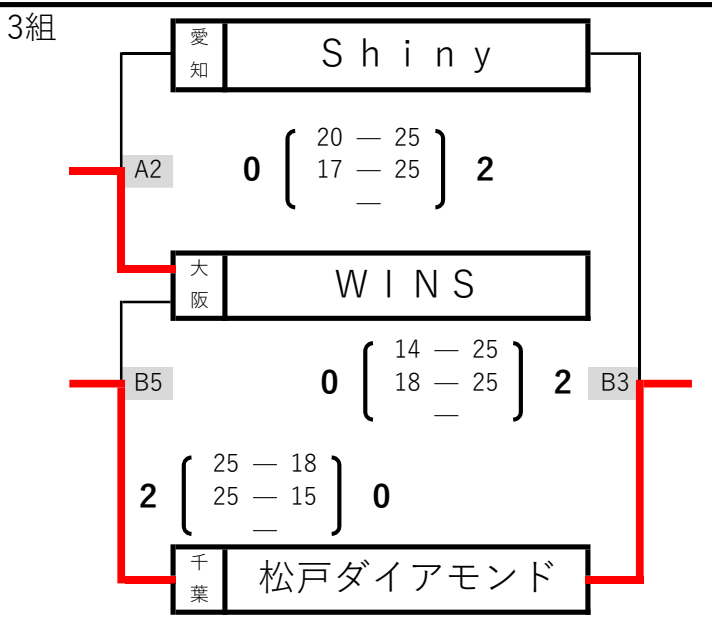 3組
愛知 Shiny
20 — 25
A2 0 17 — 25 2
—
大阪 WINS
14 — 25
B5 0 18 — 25 2 B3
—
25 — 18
2 25 — 15 0
—
千葉 松戸ダイアモンド